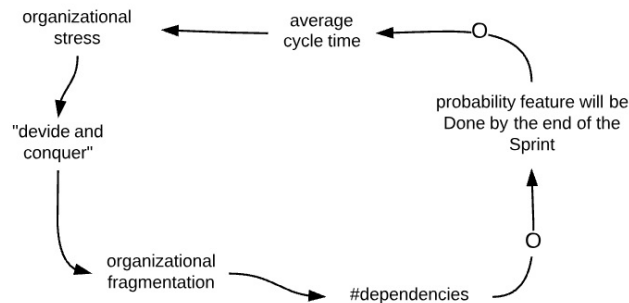 organizational
stress
average
cycle time
O
probability feature will be
Done by the end of the
Sprint
"devide and
conquer"
O
organizational
fragmentation
#dependencies